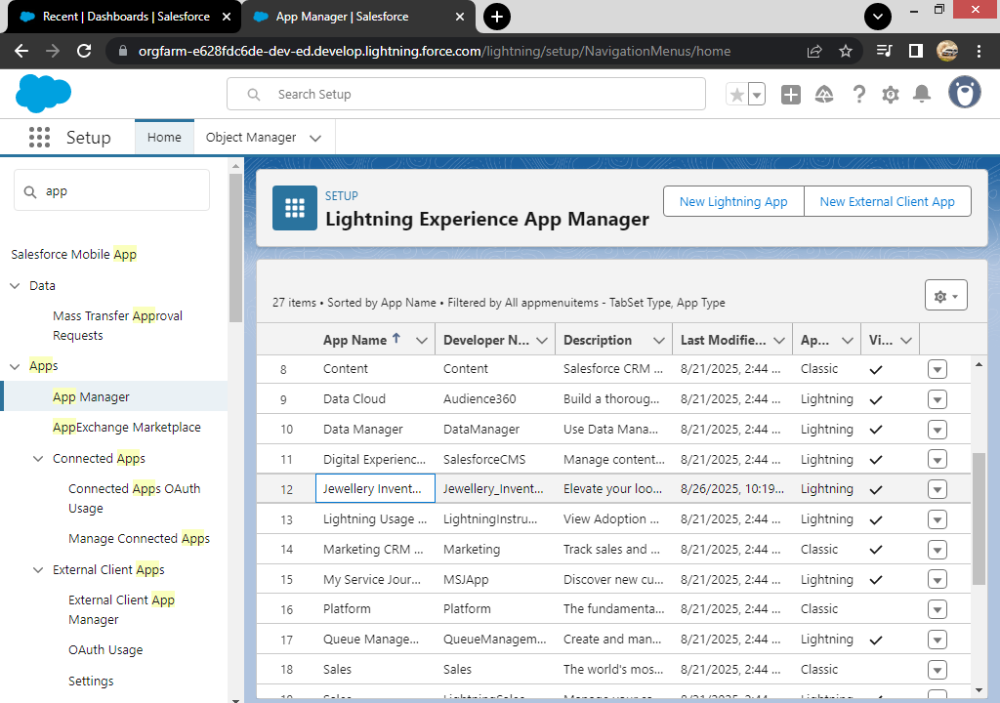 Recent | Dashboards | Salesforce
App Manager | Salesforce
orgfarm-e628fdc6de-dev-ed.develop.lightning.force.com/lightning/setup/NavigationMenus/home
Search Setup
Setup
Home
Object Manager
app
Salesforce Mobile App
Data
Mass Transfer Approval
Requests
Apps
App Manager
AppExchange Marketplace
Connected Apps
Connected Apps OAuth
Usage
Manage Connected Apps
External Client Apps
External Client App
Manager
OAuth Usage
Settings
SETUP
Lightning Experience App Manager
New Lightning App
New External Client App
27 items • Sorted by App Name • Filtered by All appmenuitems - TabSet Type, App Type
App Name Developer N... Description Last Modifie... Ap... Vi...
8 Content Content Salesforce CRM ... 8/21/2025, 2:44 ... Classic
9 Data Cloud Audience360 Build a thoroug... 8/21/2025, 2:44 ... Lightning
10 Data Manager DataManager Use Data Mana... 8/21/2025, 2:44 ... Lightning
11 Digital Experienc... SalesforceCMS Manage content... 8/21/2025, 2:44 ... Lightning
12 Jewellery Invent... Jewellery_Invent... Elevate your loo... 8/26/2025, 10:19... Lightning
13 Lightning Usage ... LightningInstru... View Adoption ... 8/21/2025, 2:44 ... Lightning
14 Marketing CRM ... Marketing Track sales and ... 8/21/2025, 2:44 ... Classic
15 My Service Jour... MSJApp Discover new cu... 8/21/2025, 2:44 ... Lightning
16 Platform Platform The fundamenta... 8/21/2025, 2:44 ... Classic
17 Queue Manage... QueueManagem... Create and man... 8/21/2025, 2:44 ... Lightning
18 Sales Sales The world's mos... 8/21/2025, 2:44 ... Classic